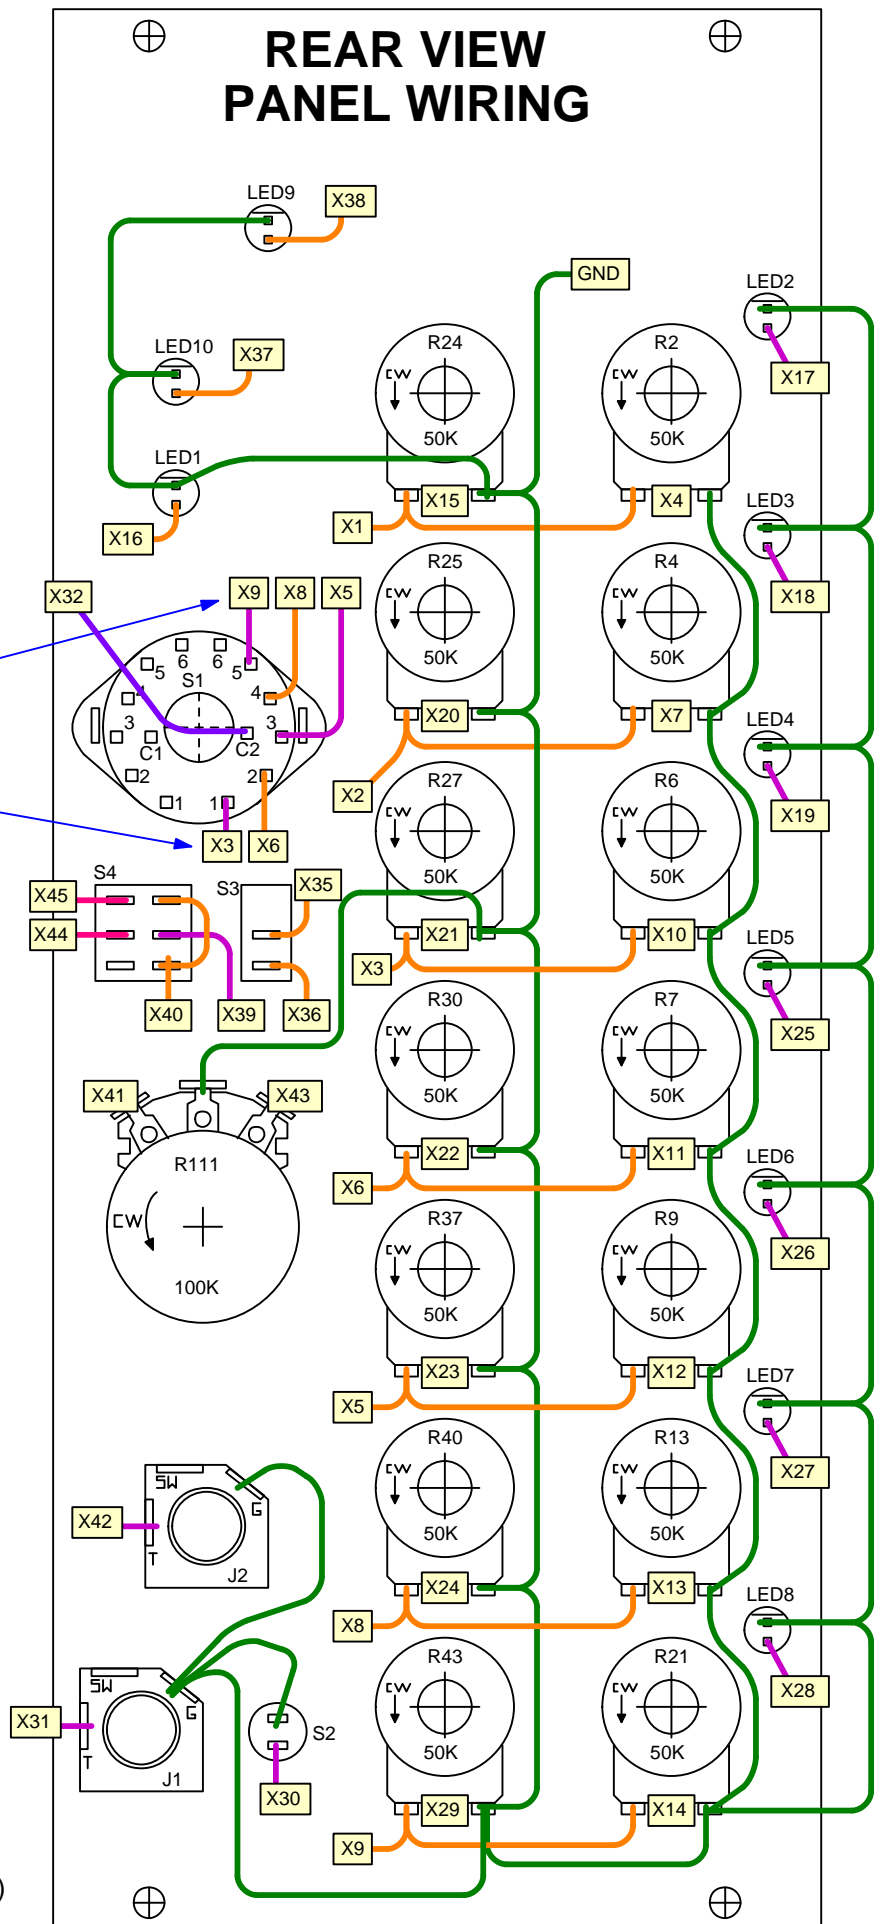 REAR VIEW
PANEL WIRING
LED9
X38
GND
LED2
LED10
X37
R24
CW
50K
R2
CW
50K
X17
LED1
X16
X1
X15
X4
LED3
X32
X9
X8
X5
R25
CW
50K
R4
CW
50K
X18
6
6
5
5
S1
4
4
3
3
C1
C2
2
2
1
1
X20
X7
LED4
X2
R27
CW
50K
R6
CW
50K
X19
X3
X6
S4
S3
X45
X35
X44
X21
X10
LED5
X3
X40
X39
X36
R30
CW
50K
R7
CW
50K
X25
X41
X43
R111
CW
100K
X22
X11
LED6
X6
R37
CW
50K
R9
CW
50K
X26
X23
X12
LED7
X5
R40
CW
50K
R13
CW
50K
X27
SW
G
X42
T
J2
X24
X13
LED8
X8
R43
CW
50K
R21
CW
50K
X28
SW
G
X31
T
J1
S2
X30
X29
X14
X9
)